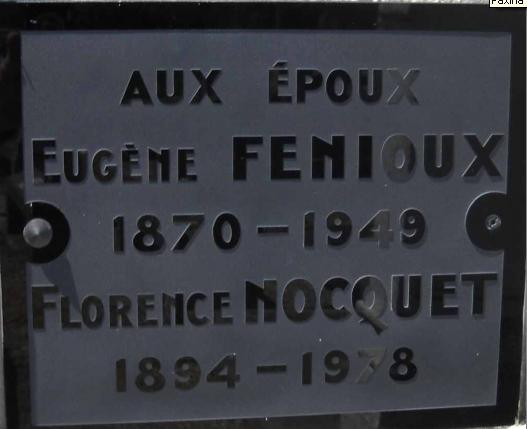 AUX ÉPOUX
EUGÈNE FENIOUX
1870 – 1949
FLORENCE NOCQUET
1894 – 1978